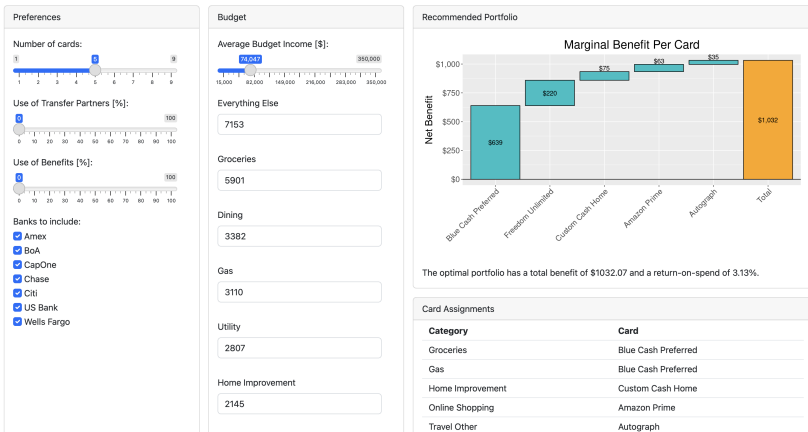 Preferences
Number of cards:
1 5 9
1 2 3 4 5 6 7 8 9
Use of Transfer Partners [%]:
0 100
0 10 20 30 40 50 60 70 80 90 100
Use of Benefits [%]:
0 100
0 10 20 30 40 50 60 70 80 90 100
Banks to include:
Amex
BoA
CapOne
Chase
Citi
US Bank
Wells Fargo
Budget
Average Budget Income [$]:
74,047 350,000
15,000 82,000 149,000 216,000 283,000 350,000
Everything Else
7153
Groceries
5901
Dining
3382
Gas
3110
Utility
2807
Home Improvement
2145
Recommended Portfolio
Marginal Benefit Per Card
Net Benefit
$1,000
$750
$500
$250
$0
$639
$220
$75
$63
$35
$1,032
Blue Cash Preferred
Freedom Unlimited
Custom Cash Home
Amazon Prime
Autograph
Total
The optimal portfolio has a total benefit of $1032.07 and a return-on-spend of 3.13%.
Card Assignments
Category Card
Groceries Blue Cash Preferred
Gas Blue Cash Preferred
Home Improvement Custom Cash Home
Online Shopping Amazon Prime
Travel Other Autograph